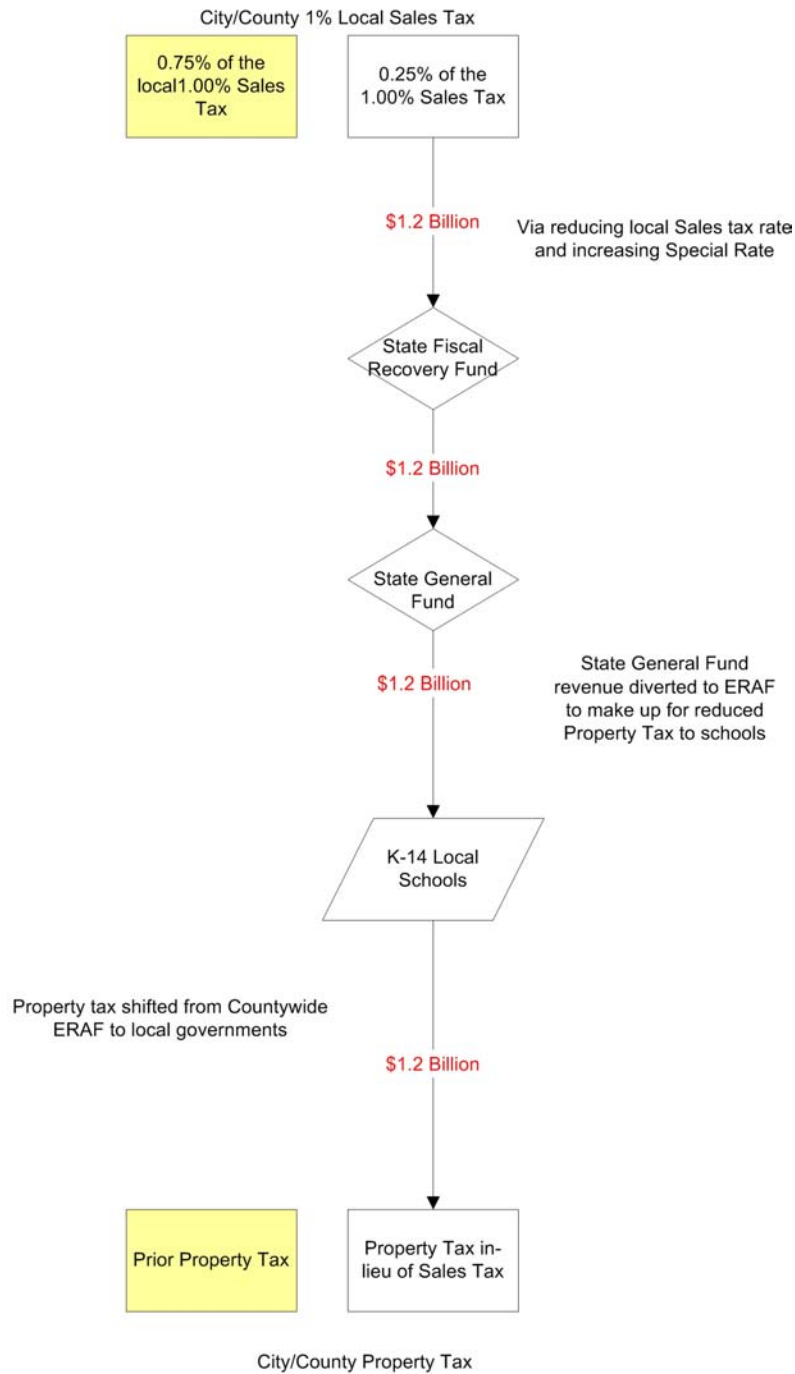 City/County 1% Local Sales Tax
0.75% of the
local1.00% Sales
Tax
0.25% of the
1.00% Sales Tax
$1.2 Billion
Via reducing local Sales tax rate
and increasing Special Rate
State Fiscal
Recovery Fund
$1.2 Billion
State General
Fund
$1.2 Billion
State General Fund
revenue diverted to ERAF
to make up for reduced
Property Tax to schools
K-14 Local
Schools
Property tax shifted from Countywide
ERAF to local governments
$1.2 Billion
Prior Property Tax
Property Tax in-
lieu of Sales Tax
City/County Property Tax